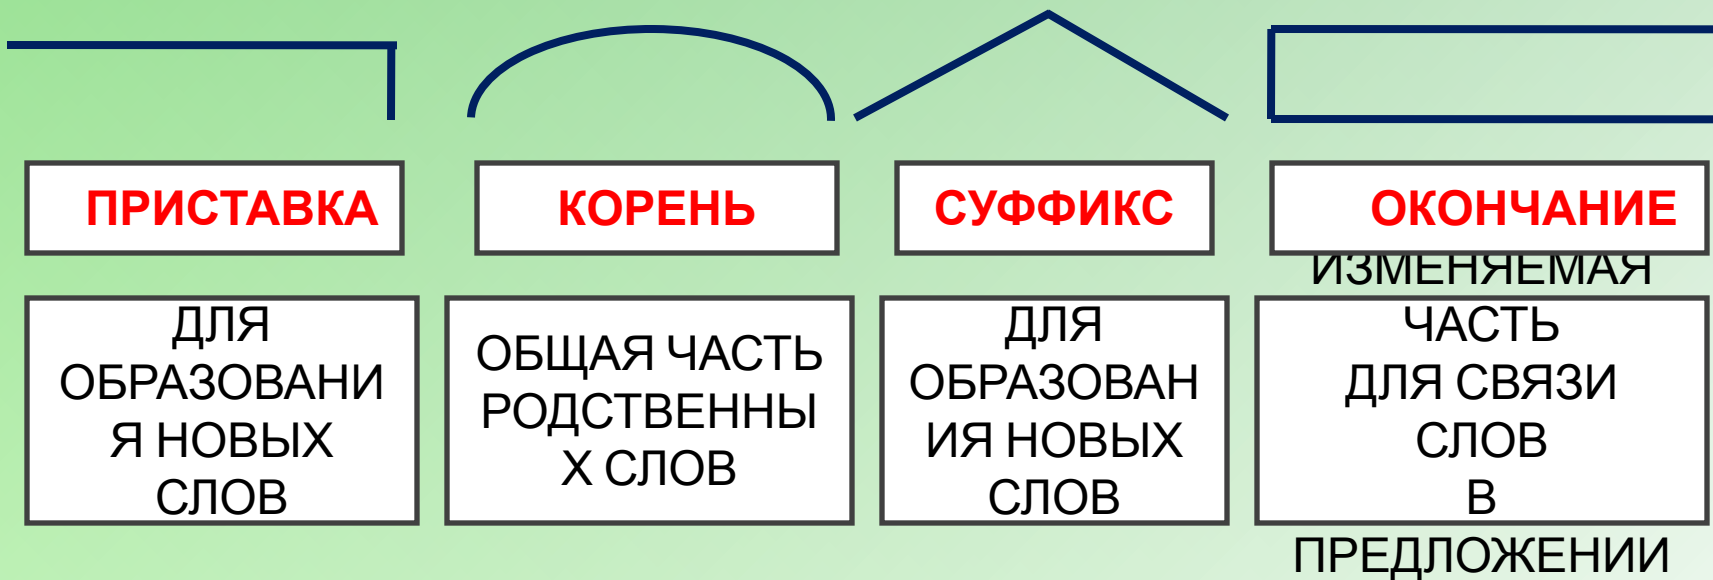 ПРИСТАВКА
КОРЕНЬ
СУФФИКС
ОКОНЧАНИЕ
ДЛЯ
ОБРАЗОВАНИ
Я НОВЫХ
СЛОВ
ОБЩАЯ ЧАСТЬ
РОДСТВЕННЫ
Х СЛОВ
ДЛЯ
ОБРАЗОВАН
ИЯ НОВЫХ
СЛОВ
ИЗМЕНЯЕМАЯ
ЧАСТЬ
ДЛЯ СВЯЗИ
СЛОВ
В
ПРЕДЛОЖЕНИИ